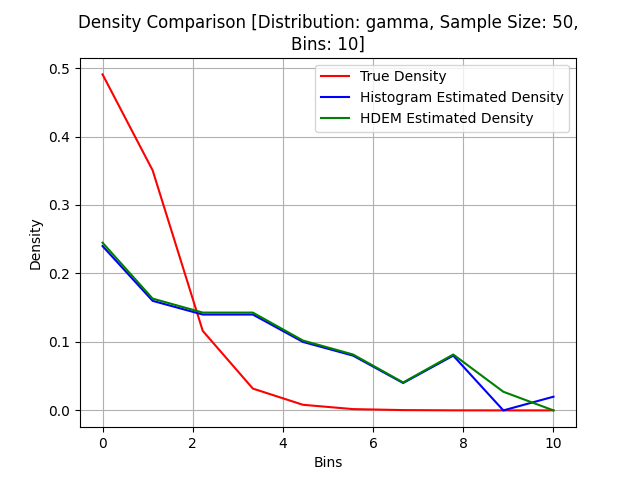 Density Comparison [Distribution: gamma, Sample Size: 50,
Bins: 10]
True Density
Histogram Estimated Density
HDEM Estimated Density
Density
0.5
0.4
0.3
0.2
0.1
0.0
0 2 4 6 8 10
Bins